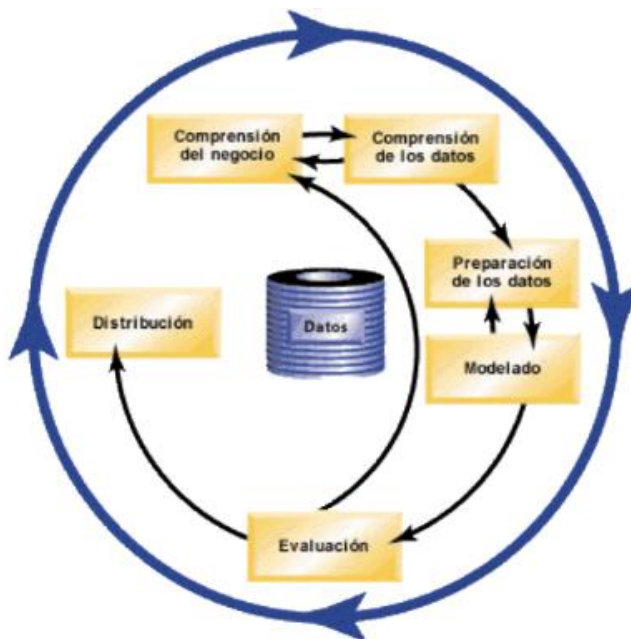 Comprensión
del negocio
Comprensión
de los datos
Preparación
de los datos
Datos
Distribución
Modelado
Evaluación